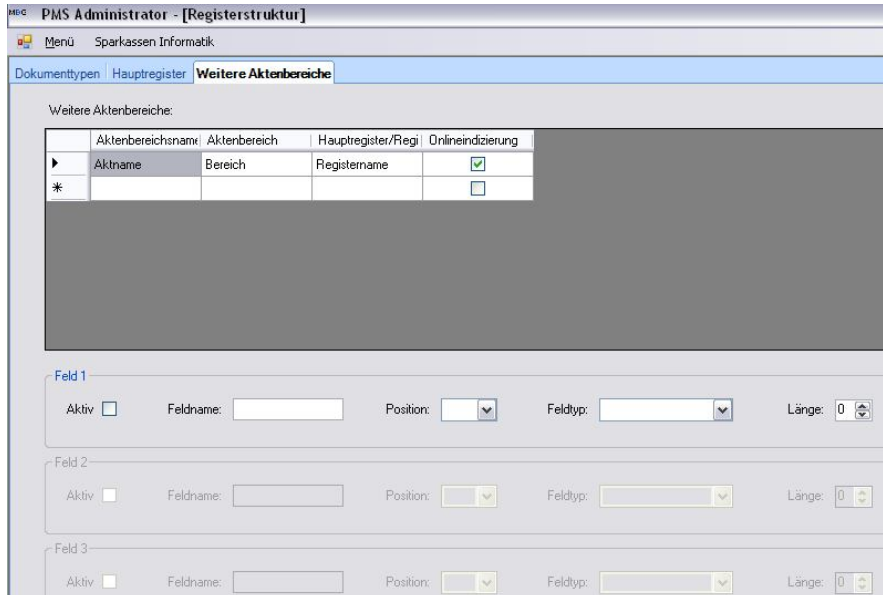 MBC PMS Administrator - [Registerstruktur]
Menü Sparkassen Informatik
Dokumenttypen Hauptregister Weitere Aktenbereiche
Weitere Aktenbereiche:
Aktenbereichsname Aktenbereich Hauptregister/Regi Onlineindizierung
Aktname Bereich Registername
Feld 1
Aktiv Feldname: Position: Feldtyp: Länge: 0
Feld 2
Aktiv Feldname: Position: Feldtyp: Länge: 0
Feld 3
Aktiv Feldname: Position: Feldtyp: Länge: 0